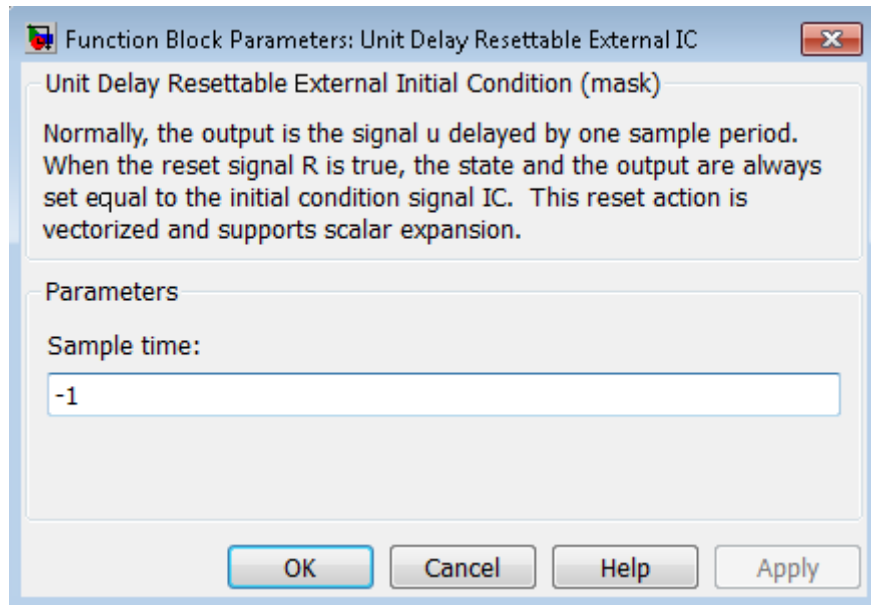 Function Block Parameters: Unit Delay Resettable External IC
Unit Delay Resettable External Initial Condition (mask)
Normally, the output is the signal u delayed by one sample period.
When the reset signal R is true, the state and the output are always
set equal to the initial condition signal IC.  This reset action is
vectorized and supports scalar expansion.
Parameters
Sample time:
-1
OK Cancel Help Apply